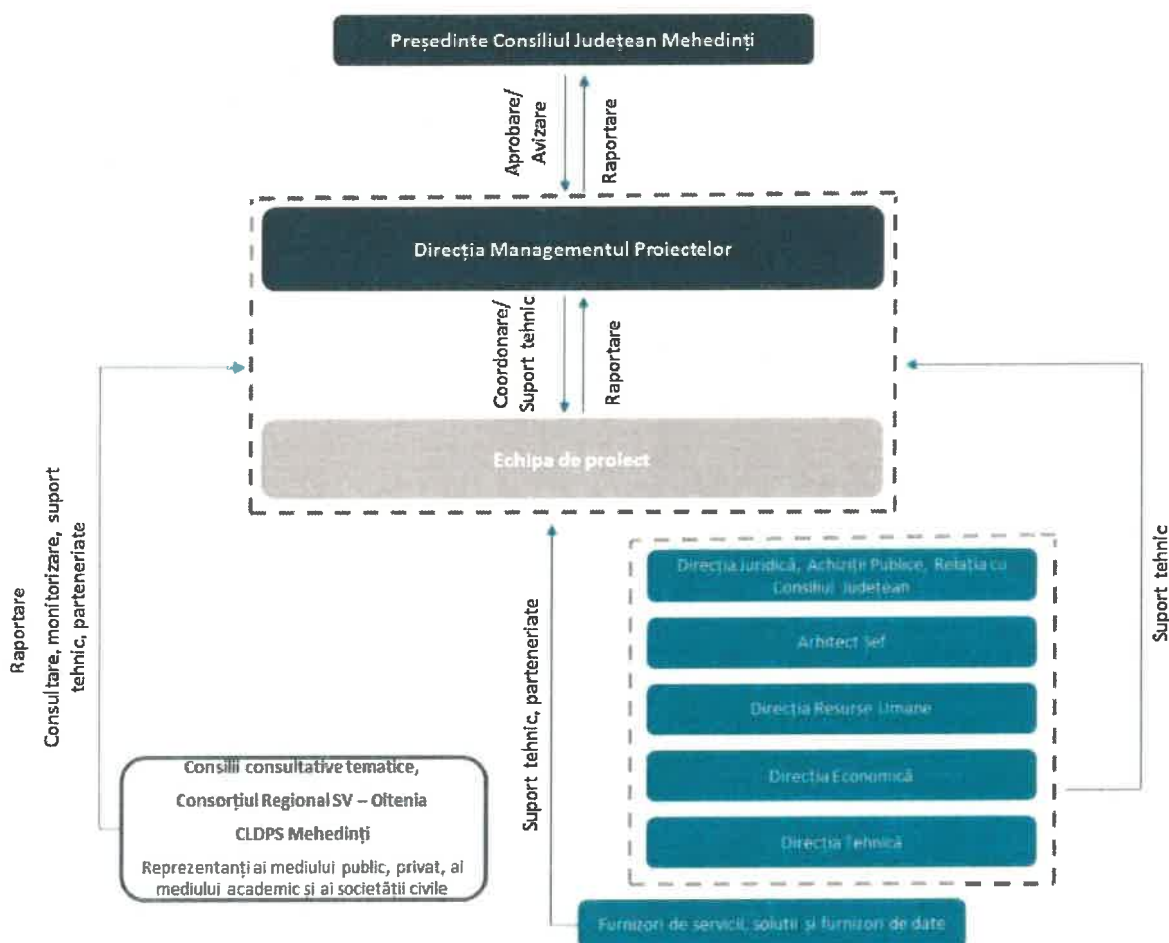 Președinte Consiliul Județean Mehedinți
Aprobare/
Avizare
Raportare
Direcția Managementul Proiectelor
Coordonare/
Suport tehnic
Raportare
Echipa de proiect
Raportare
Consultare, monitorizare, suport
tehnic, parteneriate
Consilii consultative tematice,
Consorțiul Regional SV – Oltenia
CLDPS Mehedinți
Reprezentanți ai mediului public, privat, al
mediului academic și ai societății civile
Suport tehnic, parteneriate
Direcția Juridică, Achiziții Publice, Relația cu
Consiliul Județean
Arhitect Șef
Direcția Resurse Umane
Direcția Economică
Direcția Tehnică
Suport tehnic
Furnizori de servicii, soluții și furnizori de date